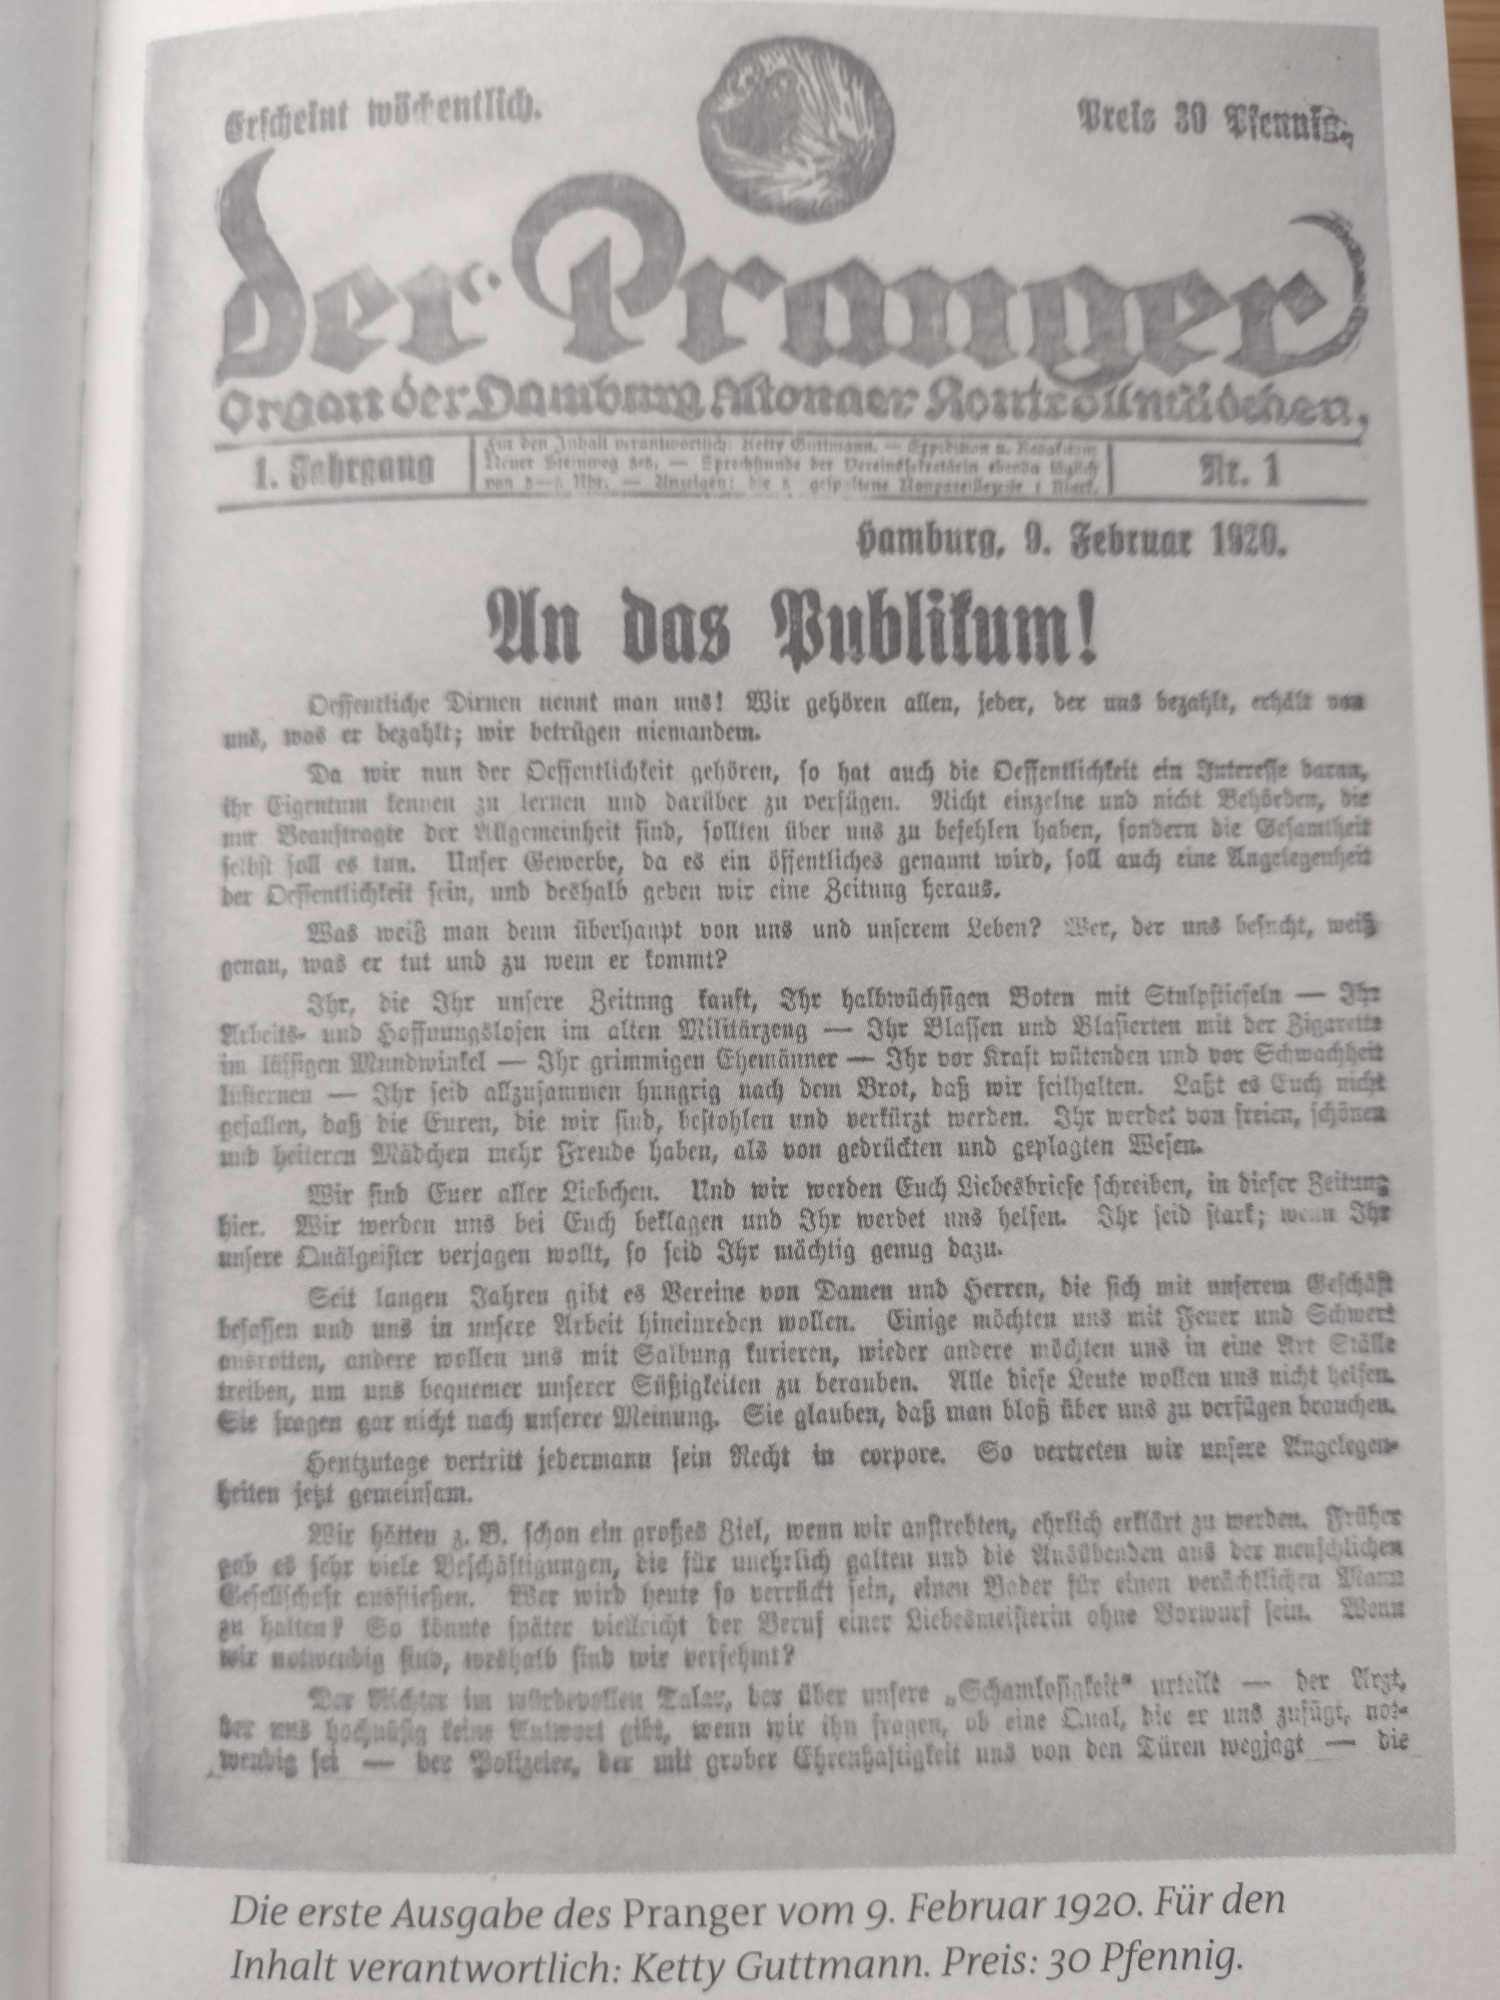 Erscheint wöchentlich.
Preis 30 Pfennig.
der Pranger
Organ der Hamburg Altonaer Kontrollmädchen.
1. Jahrgang
Für den Inhalt verantwortlich: Ketty Guttmann. — Expedition u. Redaktion:
Neuer Steinweg — Sprechstunde der Vereinssekretärin ebenda täglich
von Uhr. — Anzeigen: die gespaltene Nonpareillezeile 1 Mark.
Nr. 1
Hamburg, 9. Februar 1920.
An das Publikum!
Oeffentliche Dirnen nennt man uns! Wir gehören allen, jeder, der uns bezahlt, erhält von
uns, was er bezahlt; wir betrügen niemandem.
Da wir nun der Oeffentlichkeit gehören, so hat auch die Oeffentlichkeit ein Interesse daran,
ihr Eigentum kennen zu lernen und darüber zu verfügen. Nicht einzelne und nicht Behörden, die
nur Beauftragte der Allgemeinheit sind, sollten über uns zu befehlen haben, sondern die Gesamtheit
selbst soll es tun. Unser Gewerbe, da es ein öffentliches genannt wird, soll auch eine Angelegenheit
der Oeffentlichkeit sein, und deshalb geben wir eine Zeitung heraus.
Was weiß man denn überhaupt von uns und unserem Leben? Wer, der uns besucht, weiß
genau, was er tut und zu wem er kommt?
Ihr, die Ihr unsere Zeitung kauft, Ihr halbwüchsigen Boten mit Stulpstiefeln — Ihr
Arbeits- und Hoffnungslosen im alten Militärzeug — Ihr Blassen und Blasierten mit der Zigarette
im lässigen Mundwinkel — Ihr grimmigen Ehemänner — Ihr vor Kraft wütenden und vor Schwachheit
lüsternen — Ihr seid allzusammen hungrig nach dem Brot, daß wir feilhalten. Laßt es Euch nicht
gefallen, daß die Euren, die wir sind, bestohlen und verkürzt werden. Ihr werdet von freien, schönen
und heiteren Mädchen mehr Freude haben, als von gedrückten und geplagten Wesen.
Wir sind Euer aller Liebchen. Und wir werden Euch Liebesbriefe schreiben, in dieser Zeitung
hier. Wir werden uns bei Euch beklagen und Ihr werdet uns helfen. Ihr seid stark; wenn Ihr
unsere Quälgeister verjagen wollt, so seid Ihr mächtig genug dazu.
Seit langen Jahren gibt es Vereine von Damen und Herren, die sich mit unserem Geschäft
befassen und uns in unsere Arbeit hineinreden wollen. Einige möchten uns mit Feuer und Schwert
ausrotten, andere wollen uns mit Salbung kurieren, wieder andere möchten uns in eine Art Ställe
treiben, um uns bequemer unserer Süßigkeiten zu berauben. Alle diese Leute wollen uns nicht helfen.
Sie fragen gar nicht nach unserer Meinung. Sie glauben, daß man bloß über uns zu verfügen brauchen.
Heutzutage vertritt jedermann sein Recht in corpore. So vertreten wir unsere Angelegen-
heiten jetzt gemeinsam.
Wir hätten z. B. schon ein großes Ziel, wenn wir anstrebten, ehrlich erklärt zu werden. Früher
gab es sehr viele Beschäftigungen, die für unehrlich galten und die Ausübenden aus der menschlichen
Gesellschaft ausstießen. Wer wird heute so verrückt sein, einen Bader für einen verächtlichen Mann
zu halten? So könnte später vielleicht der Beruf einer Liebesmeisterin ohne Vorwurf sein. Wenn
wir notwendig sind, weshalb sind wir verfehmt?
Der Richter im würdevollen Talar, der über unsere „Schamlosigkeit“ urteilt — der Arzt,
der uns hochnäsig keine Antwort gibt, wenn wir ihn fragen, ob eine Qual, die er uns zufügt, not-
wendig sei — der Polizeier, der mit grober Ehrenhaftigkeit uns von den Türen wegjagt — die
Die erste Ausgabe des Pranger vom 9. Februar 1920. Für den
Inhalt verantwortlich: Ketty Guttmann. Preis: 30 Pfennig.